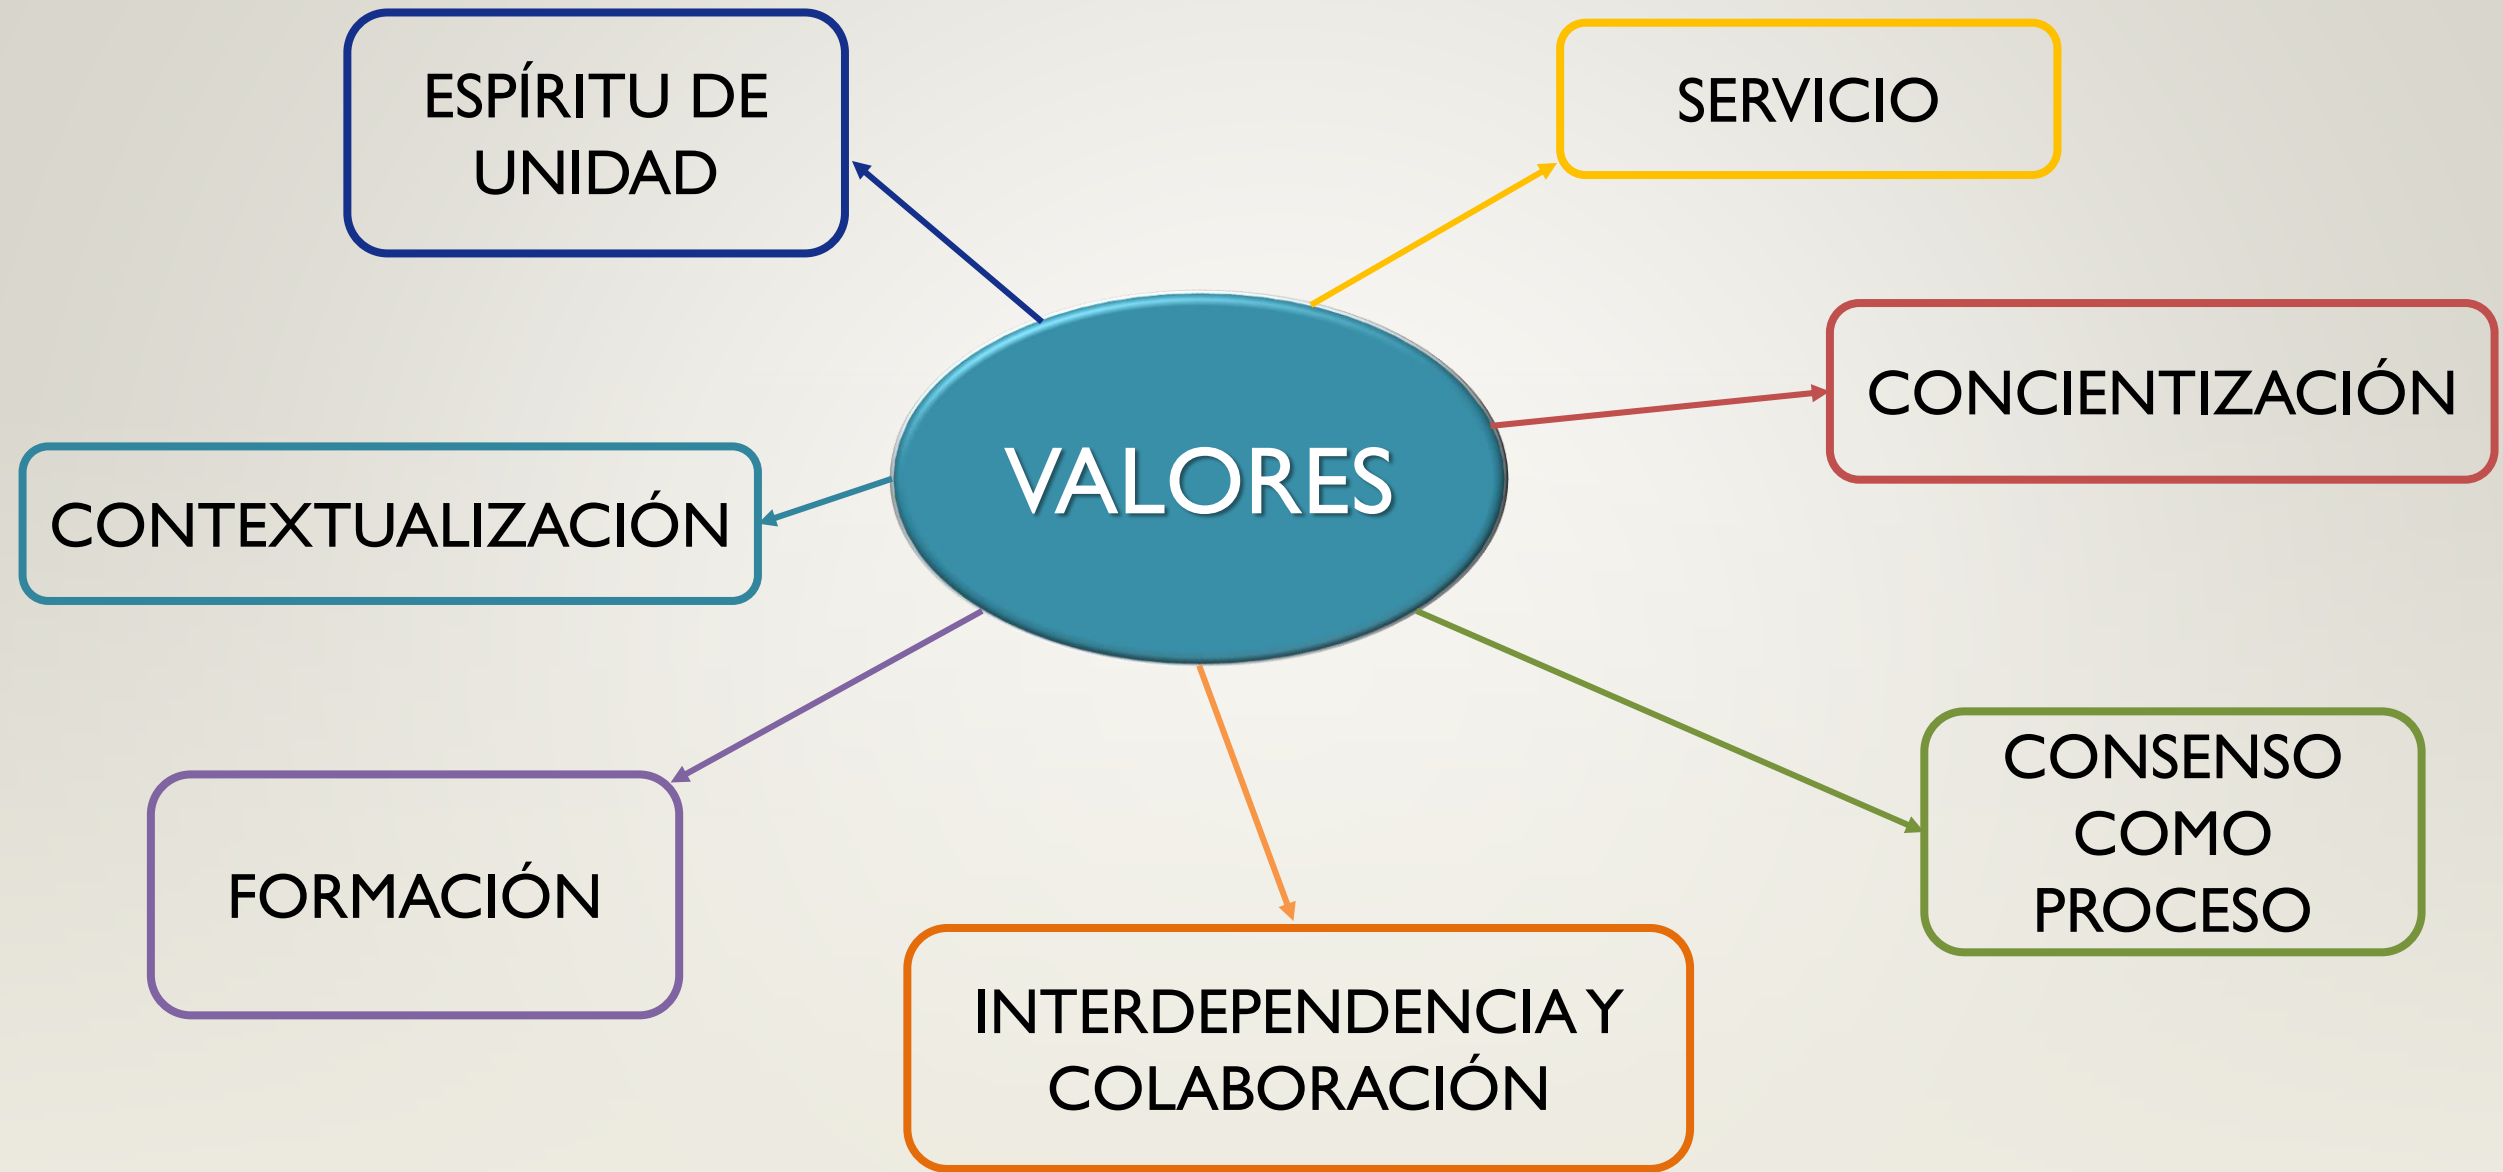 ESPÍRITU DE
UNIDAD
SERVICIO
CONCIENTIZACIÓN
VALORES
CONTEXTUALIZACIÓN
CONSENSO
COMO
PROCESO
FORMACIÓN
INTERDEPENDENCIA Y
COLABORACIÓN